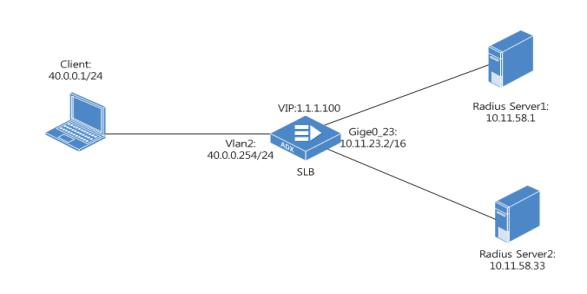 Client:
40.0.0.1/24
VIP:1.1.1.100
Vlan2:
40.0.0.254/24
ADX
SLB
Gige0_23:
10.11.23.2/16
Radius Server1:
10.11.58.1
Radius Server2:
10.11.58.33